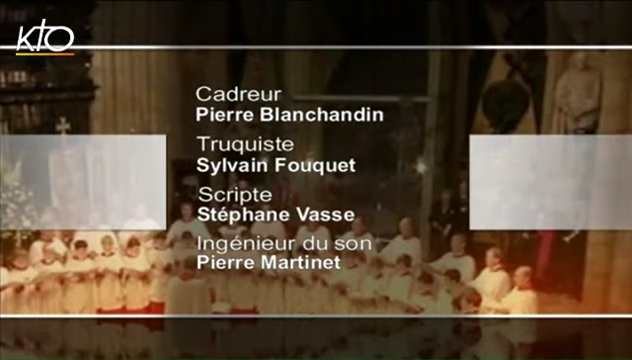 KTO
Cadreur
Pierre Blanchandin
Truquiste
Sylvain Fouquet
Scripte
Stéphane Vasse
Ingénieur du son
Pierre Martinet